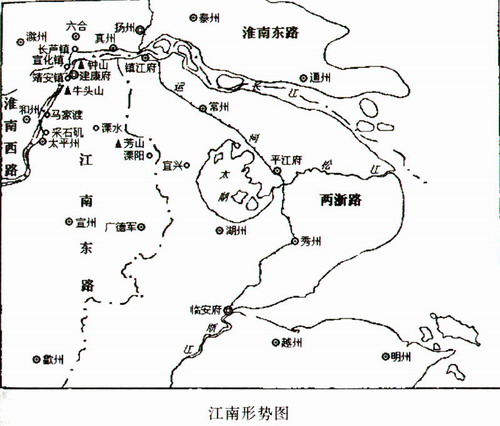 泰州
扬州
淮南东路
六合
滁州
真州
长芦镇
宣化镇
钟山
镇江府
靖安镇
建康府
通州
牛头山
运
长
江
常州
和州
马家渡
淮南西路
采石矶
溧水
河
太平州
芳山
溧阳
宜兴
平江府
松
江
太
湖
江南东路
两浙路
宣州
广德军
湖州
秀州
临安府
浙
江
越州
明州
歙州
江南形势图